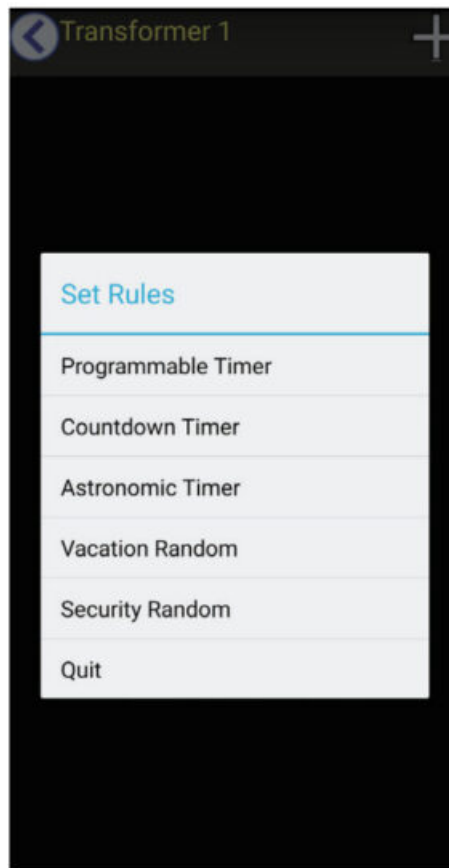 Transformer 1
Set Rules
Programmable Timer
Countdown Timer
Astronomic Timer
Vacation Random
Security Random
Quit